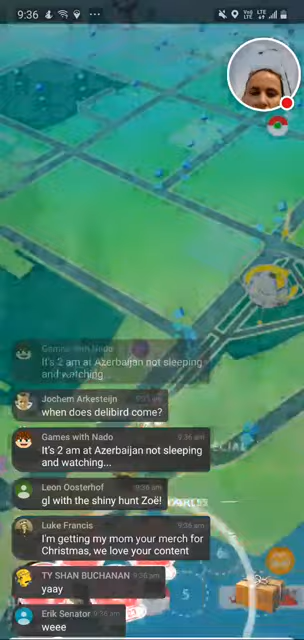 9:36
Games with Nado
It's 2 am at Azerbaijan not sleeping
and watching...
Jochem Arkesteijn 9:35 am
when does delibird come?
Games with Nado 9:36 am
It's 2 am at Azerbaijan not sleeping
and watching...
Leon Oosterhof 9:36 am
gl with the shiny hunt Zoë!
Luke Francis 9:36 am
I'm getting my mom your merch for
Christmas, we love your content
TY SHAN BUCHANAN 9:36 am
yaay
5
Erik Senator 9:36 am
weee